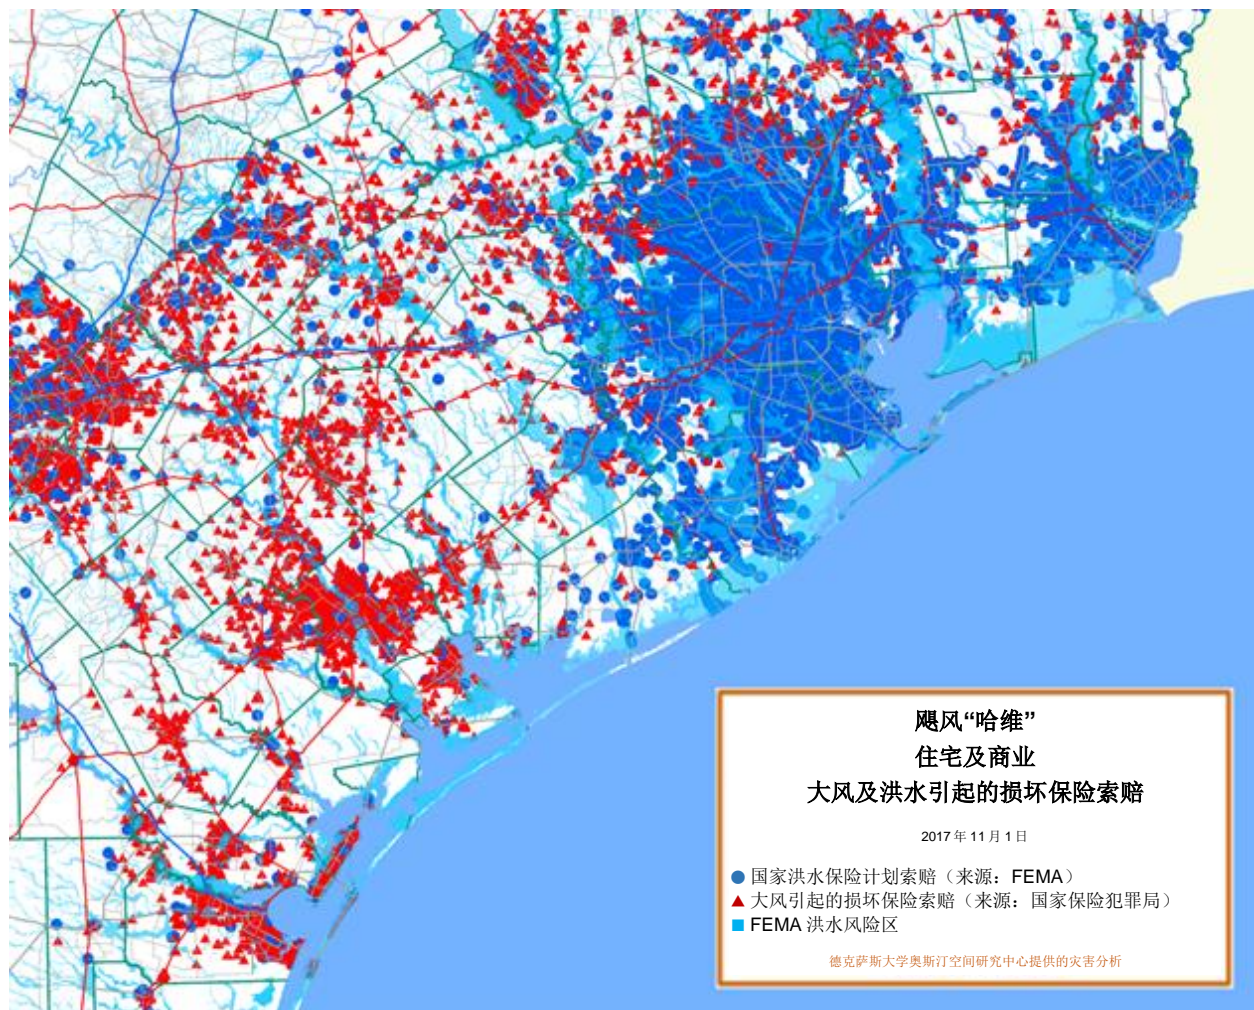 飓风“哈维”
住宅及商业
大风及洪水引起的损坏保险索赔
2017 年 11 月 1 日
国家洪水保险计划索赔（来源：FEMA）
大风引起的损坏保险索赔（来源：国家保险犯罪局）
FEMA 洪水风险区
德克萨斯大学奥斯汀空间研究中心提供的灾害分析